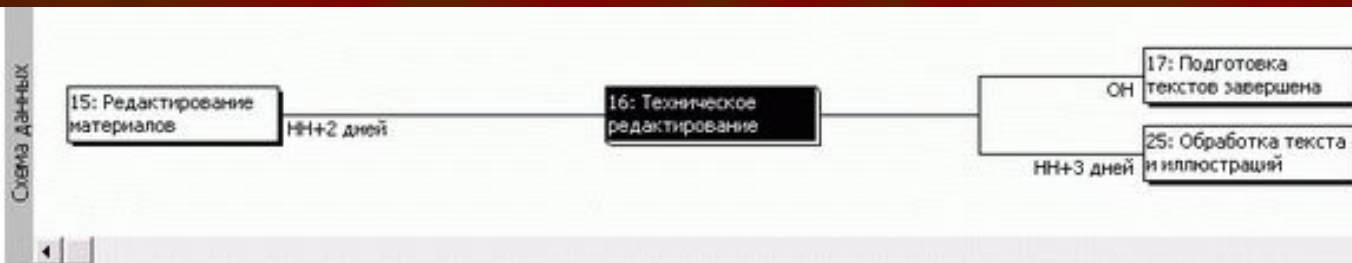 Схема данных
15: Редактирование
материалов
НН+2 дней
16: Техническое
редактирование
ОН
17: Подготовка
текстов завершена
НН+3 дней
25: Обработка текста
и иллюстраций